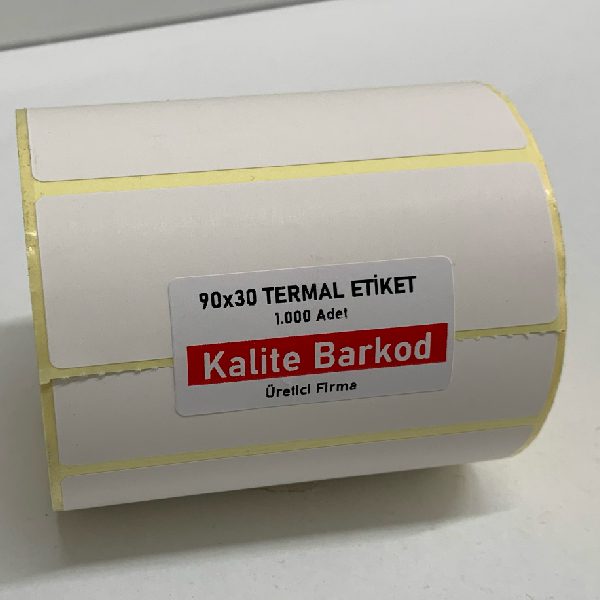 90x30 TERMAL ETİKET
1.000 Adet
Kalite Barkod
Üretici Firma